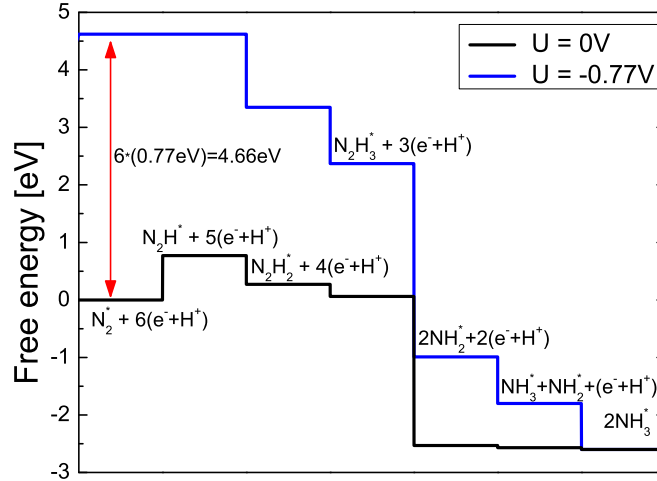 U = 0V
U = -0.77V
Free energy [eV]
5
4
3
2
1
0
-1
-2
-3
6*(0.77eV)=4.66eV
N₂H₃* + 3(e⁻+H⁺)
N₂H* + 5(e⁻+H⁺)
N₂H₂* + 4(e⁻+H⁺)
N₂* + 6(e⁻+H⁺)
2NH₂*+2(e⁻+H⁺)
NH₃*+NH₂*+(e⁻+H⁺)
2NH₃*